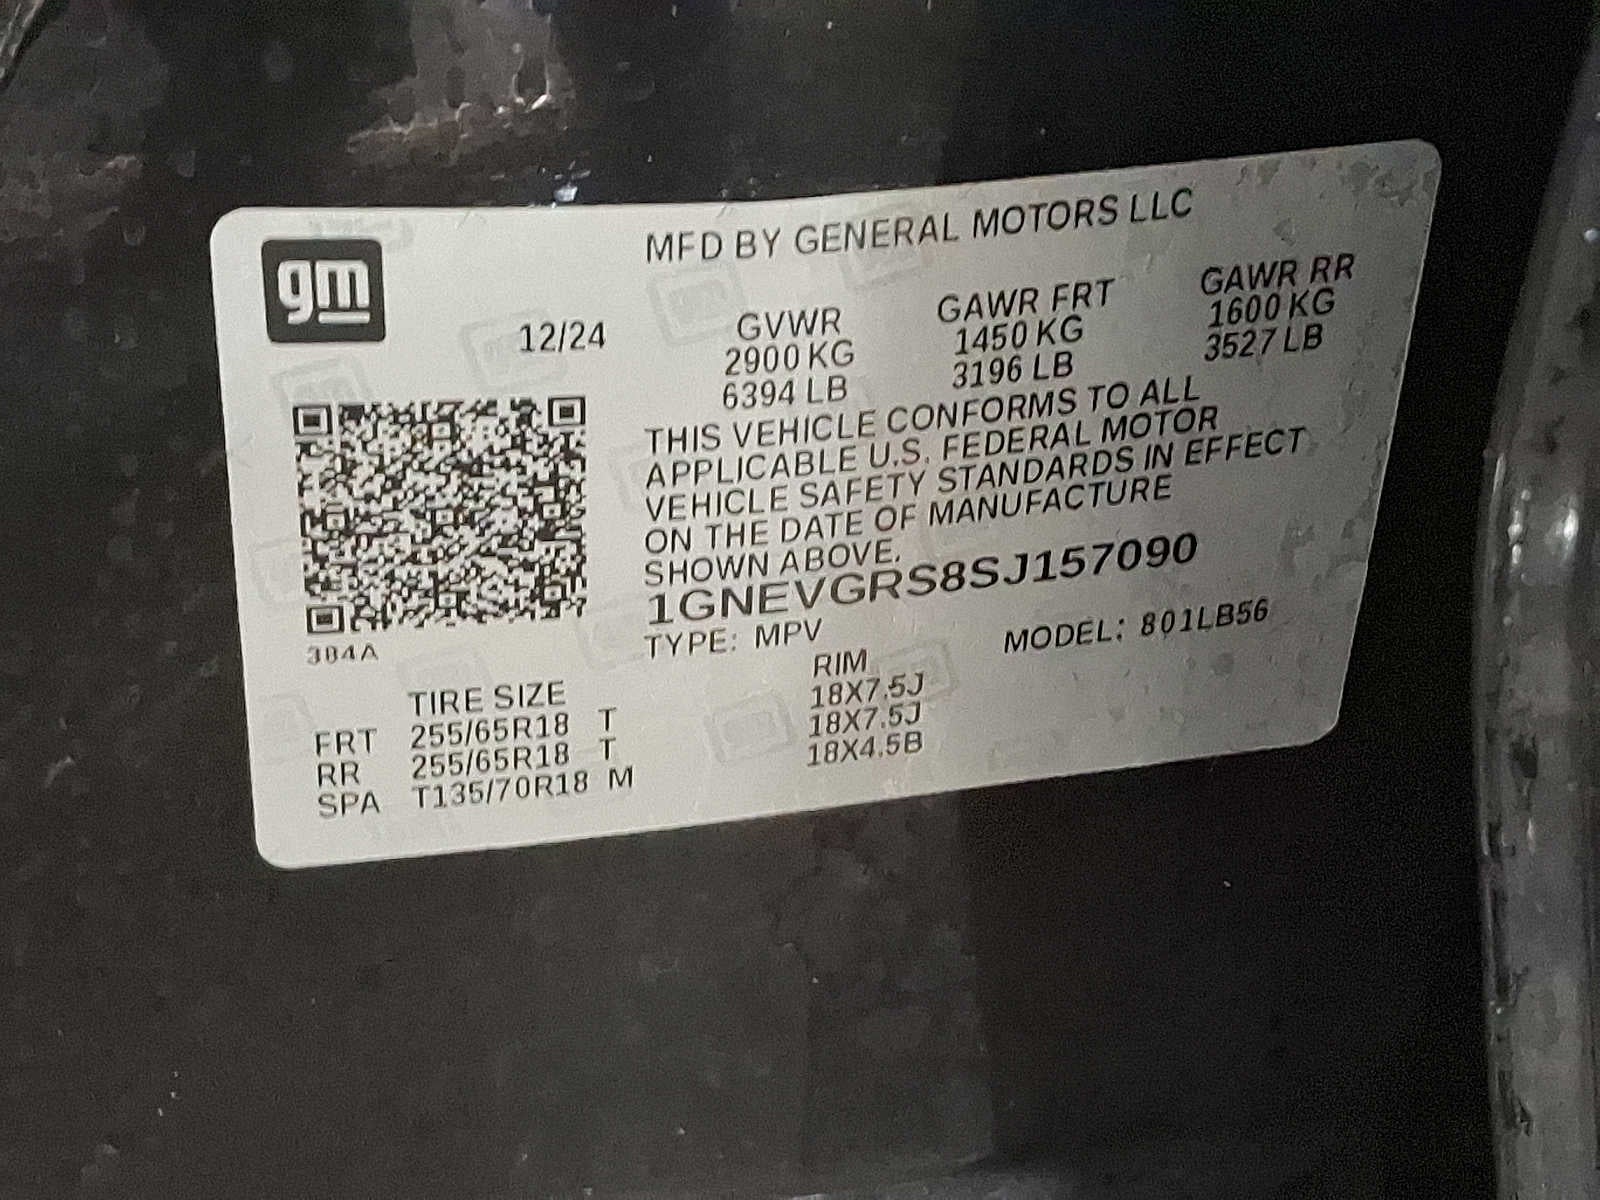 gm
MFD BY GENERAL MOTORS LLC
12/24
GVWR GAWR FRT GAWR RR
2900 KG 1450 KG 1600 KG
6394 LB 3196 LB 3527 LB
THIS VEHICLE CONFORMS TO ALL
APPLICABLE U.S. FEDERAL MOTOR
VEHICLE SAFETY STANDARDS IN EFFECT
ON THE DATE OF MANUFACTURE
SHOWN ABOVE.
1GNEVGRS8SJ157090
TYPE: MPV MODEL: 801LB56
384A
TIRE SIZE RIM
FRT 255/65R18 T 18X7.5J
RR 255/65R18 T 18X7.5J
SPA T135/70R18 M 18X4.5B